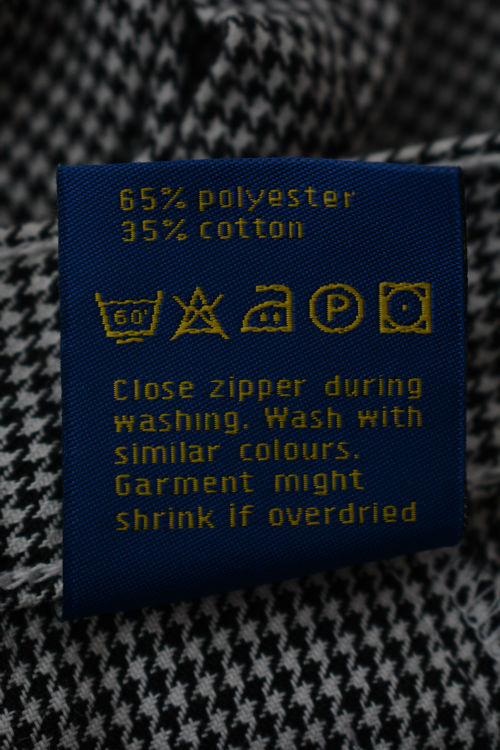 65% polyester
35% cotton
60° P
Close zipper during
washing. Wash with
similar colours.
Garment might
shrink if overdried